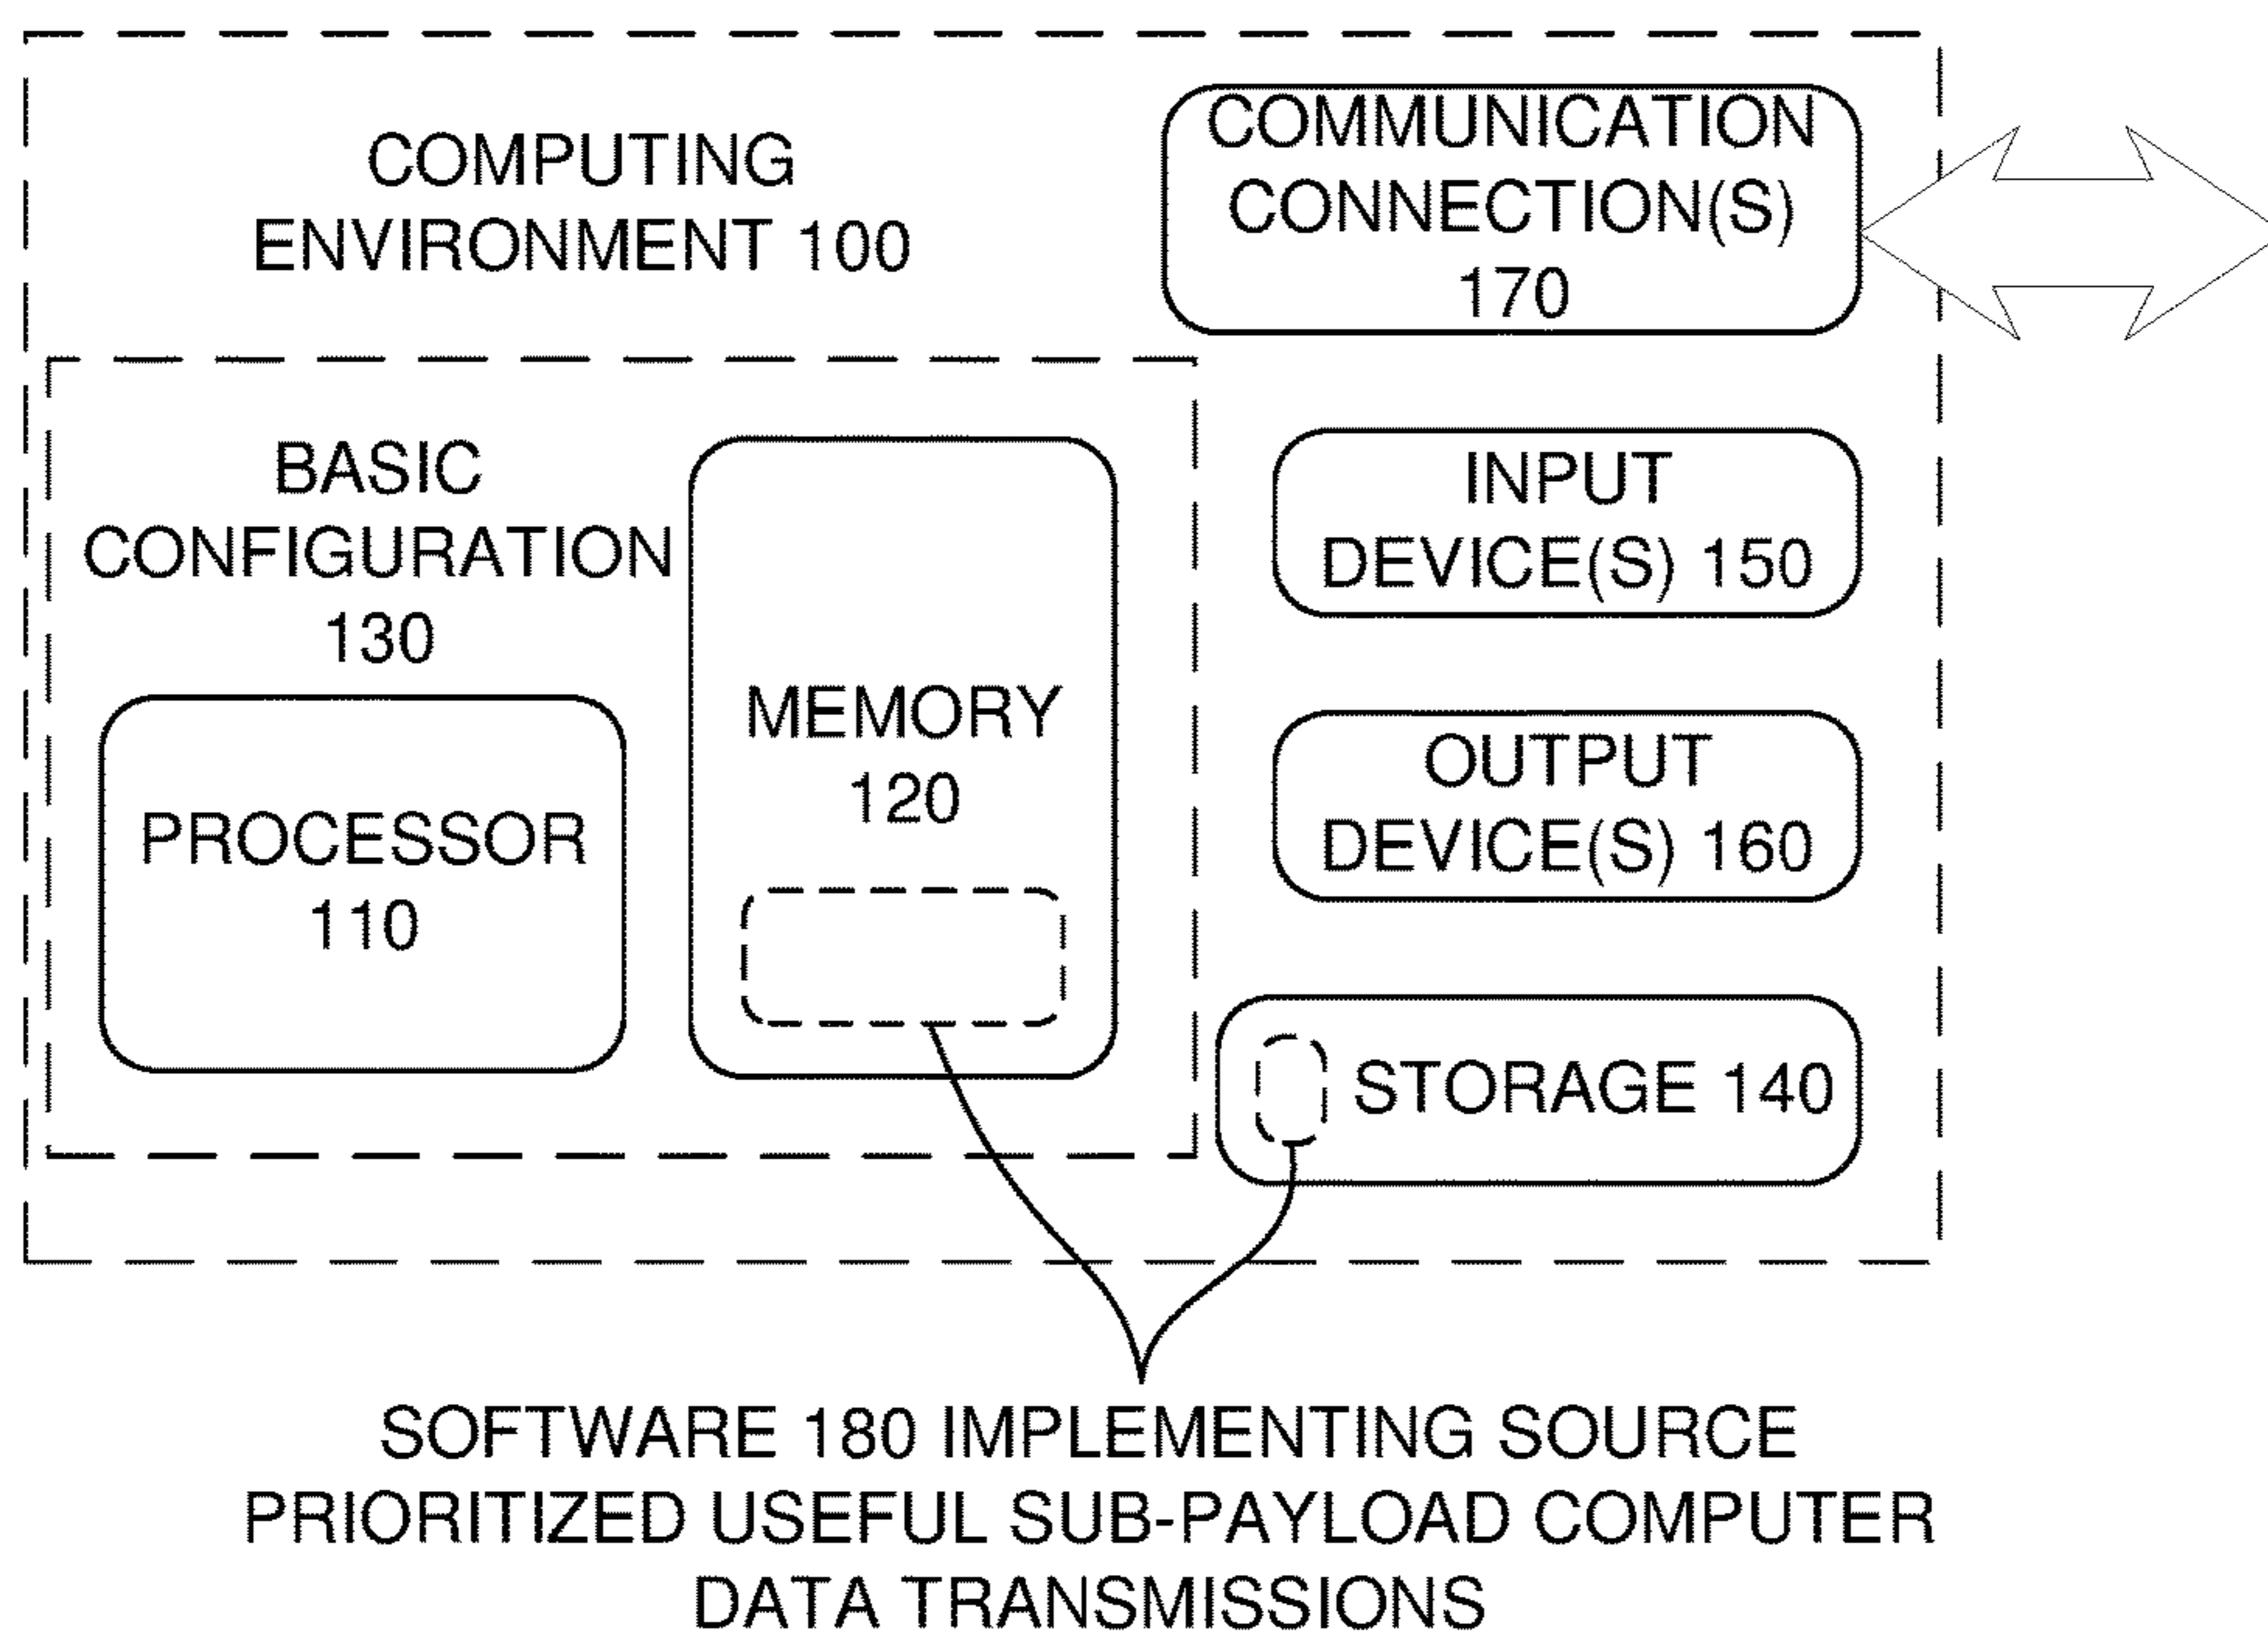 COMPUTING
ENVIRONMENT 100
COMMUNICATION
CONNECTION(S)
170
BASIC
CONFIGURATION
130
PROCESSOR
110
MEMORY
120
INPUT
DEVICE(S) 150
OUTPUT
DEVICE(S) 160
STORAGE 140
SOFTWARE 180 IMPLEMENTING SOURCE
PRIORITIZED USEFUL SUB-PAYLOAD COMPUTER
DATA TRANSMISSIONS